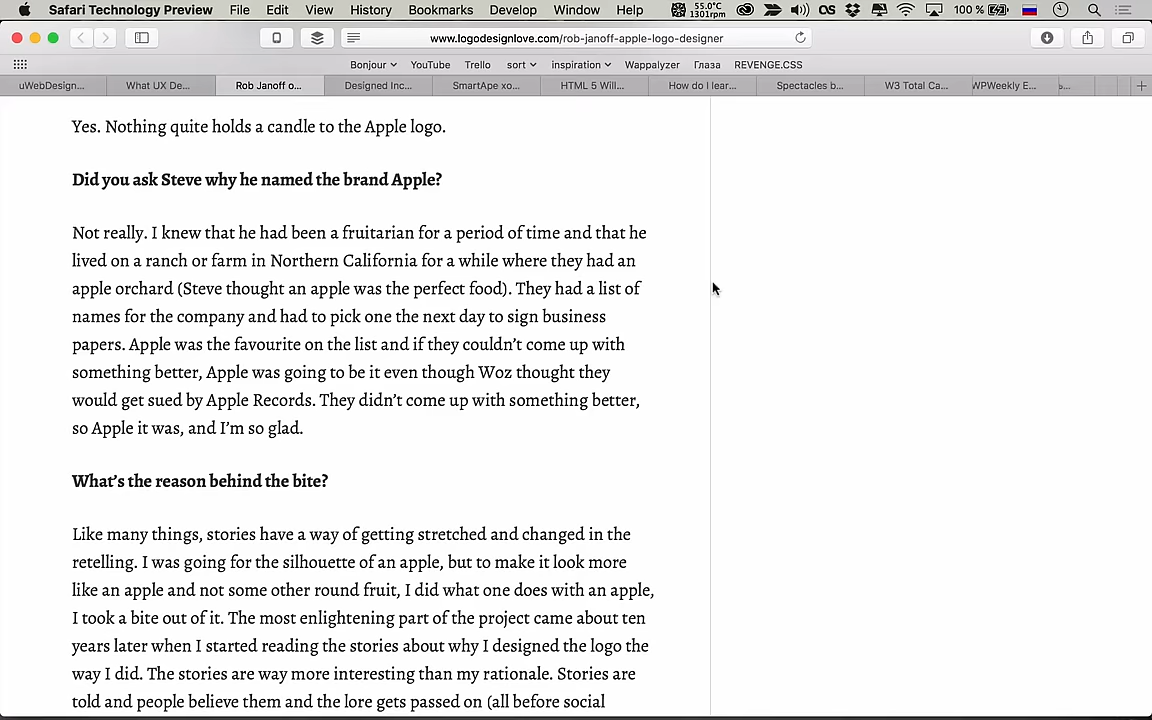 Safari Technology Preview File Edit View History Bookmarks Develop Window Help 55.0°C 1301rpm 100 %
www.logodesignlove.com/rob-janoff-apple-logo-designer
Bonjour YouTube Trello sort inspiration Wappalyzer Глаза REVENGE.CSS
uWebDesign... What UX De... Rob Janoff o... Designed Inc... SmartApe xo... HTML 5 Will... How do I lear... Spectacles b... W3 Total Ca... WPWeekly E...
Yes. Nothing quite holds a candle to the Apple logo.
Did you ask Steve why he named the brand Apple?
Not really. I knew that he had been a fruitarian for a period of time and that he
lived on a ranch or farm in Northern California for a while where they had an
apple orchard (Steve thought an apple was the perfect food). They had a list of
names for the company and had to pick one the next day to sign business
papers. Apple was the favourite on the list and if they couldn’t come up with
something better, Apple was going to be it even though Woz thought they
would get sued by Apple Records. They didn’t come up with something better,
so Apple it was, and I’m so glad.
What’s the reason behind the bite?
Like many things, stories have a way of getting stretched and changed in the
retelling. I was going for the silhouette of an apple, but to make it look more
like an apple and not some other round fruit, I did what one does with an apple,
I took a bite out of it. The most enlightening part of the project came about ten
years later when I started reading the stories about why I designed the logo the
way I did. The stories are way more interesting than my rationale. Stories are
told and people believe them and the lore gets passed on (all before social